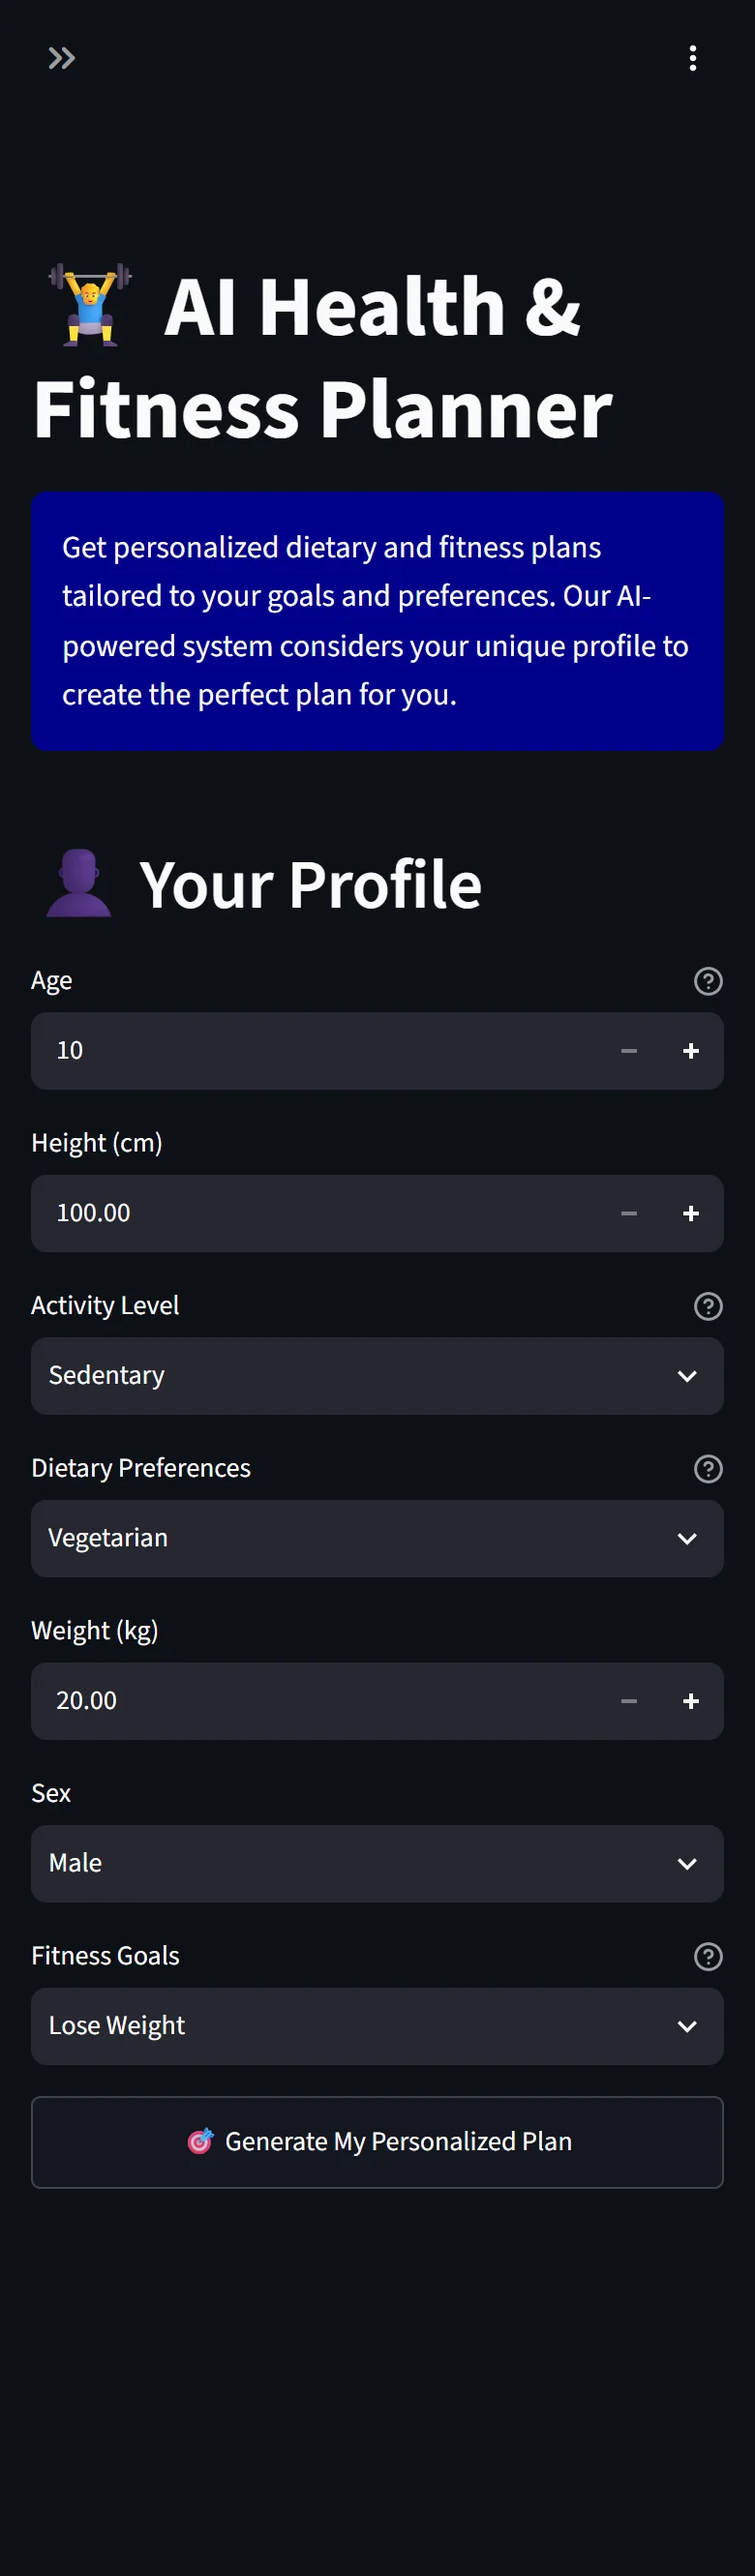 AI Health &
Fitness Planner
Get personalized dietary and fitness plans
tailored to your goals and preferences. Our AI-
powered system considers your unique profile to
create the perfect plan for you.
Your Profile
Age
10
Height (cm)
100.00
Activity Level
Sedentary
Dietary Preferences
Vegetarian
Weight (kg)
20.00
Sex
Male
Fitness Goals
Lose Weight
Generate My Personalized Plan